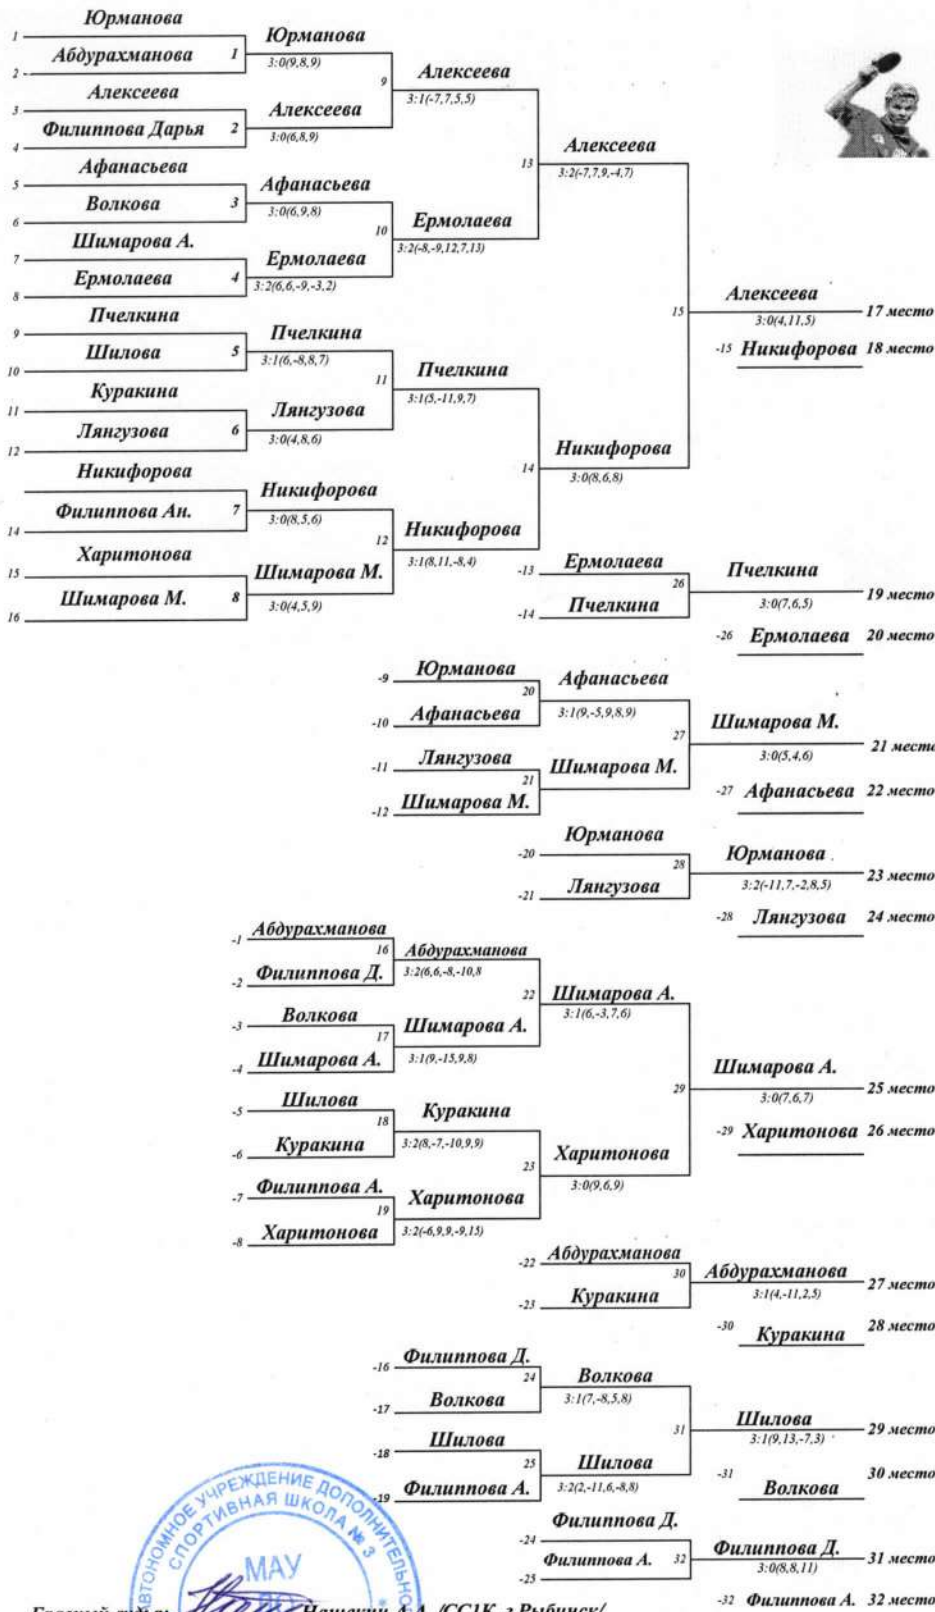 Юрманова
1
Абдурахманова 1
2
Алексеева
3
Филиппова Дарья 2
4
Афанасьева
5
Волкова 3
6
Шимарова А.
7
Ермолаева 4
8
Пчелкина
9
Шилова 5
10
Куракина
11
Лянгузова 6
12
Никифорова
Филиппова Ан. 7
14
Харитонова
15
Шимарова М. 8
16
Юрманова
3:0(9,8,9)
9
Алексеева
3:0(6,8,9)
Афанасьева
3:0(6,9,8)
10
Ермолаева
3:2(6,6,-9,-3,2)
Пчелкина
3:1(6,-8,8,7)
11
Лянгузова
3:0(4,8,6)
Никифорова
3:0(8,5,6)
12
Шимарова М.
3:0(4,5,9)
Алексеева
3:1(-7,7,5,5)
13
Ермолаева
3:2(-8,-9,12,7,13)
Пчелкина
3:1(5,-11,9,7)
14
Никифорова
3:1(8,11,-8,4)
Алексеева
3:2(-7,7,9,-4,7)
15
Никифорова
3:0(8,6,8)
Алексеева
3:0(4,11,5)
17 место
-15 Никифорова 18 место
-13 Ермолаева
26
-14 Пчелкина
Пчелкина
3:0(7,6,5)
19 место
-26 Ермолаева 20 место
-9 Юрманова
20
-10 Афанасьева
Афанасьева
3:1(9,-5,9,8,9)
27
-11 Лянгузова
21
-12 Шимарова М.
Шимарова М.
Шимарова М.
3:0(5,4,6)
21 место
-27 Афанасьева 22 место
-20 Юрманова
28
-21 Лянгузова
Юрманова
3:2(-11,7,-2,8,5)
23 место
-28 Лянгузова 24 место
-1 Абдурахманова
16
-2 Филиппова Д.
Абдурахманова
3:2(6,6,-8,-10,8
22
-3 Волкова
17
-4 Шимарова А.
Шимарова А.
3:1(9,-15,9,8)
-5 Шилова
18
-6 Куракина
Куракина
3:2(8,-7,-10,9,9)
23
-7 Филиппова А.
19
-8 Харитонова
Харитонова
3:2(-6,9,9,-9,15)
Шимарова А.
3:1(6,-3,7,6)
29
Харитонова
3:0(9,6,9)
Шимарова А.
3:0(7,6,7)
25 место
-29 Харитонова 26 место
-22 Абдурахманова
30
-23 Куракина
Абдурахманова
3:1(4,-11,2,5)
27 место
-30 Куракина 28 место
-16 Филиппова Д.
24
-17 Волкова
Волкова
3:1(7,-8,5,8)
31
-18 Шилова
25
-19 Филиппова А.
Шилова
3:2(2,-11,6,-8,8)
Шилова
3:1(9,13,-7,3)
29 место
-31 Волкова 30 место
-24 Филиппова Д.
32
-25 Филиппова А.
Филиппова Д.
3:0(8,8,11)
31 место
-32 Филиппова А. 32 место
АВТОНОМНОЕ УЧРЕЖДЕНИЕ ДОПОЛНИТЕЛЬНОГО
СПОРТИВНАЯ ШКОЛА № 3
МАУ